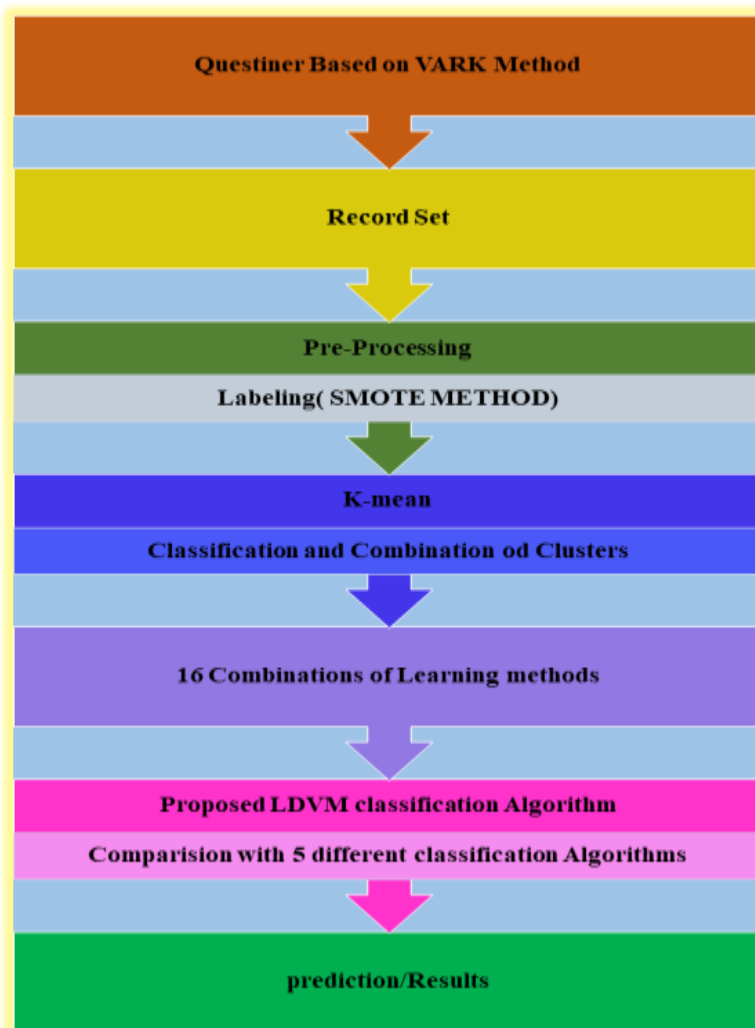 Questiner Based on VARK Method
Record Set
Pre-Processing
Labeling( SMOTE METHOD)
K-mean
Classification and Combination od Clusters
16 Combinations of Learning methods
Proposed LDVM classification Algorithm
Comparision with 5 different classification Algorithms
prediction/Results